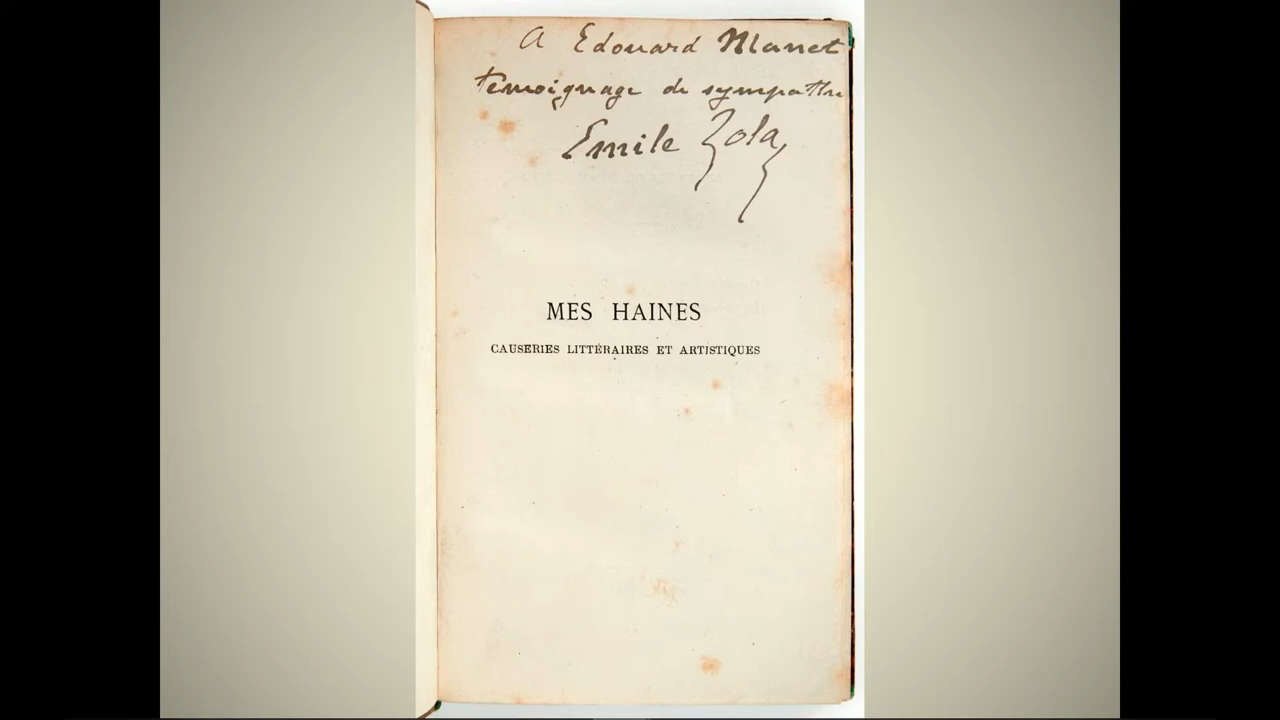 A Edouard Manet
témoignage de sympathie
Emile Zola
MES HAINES
CAUSERIES LITTÉRAIRES ET ARTISTIQUES